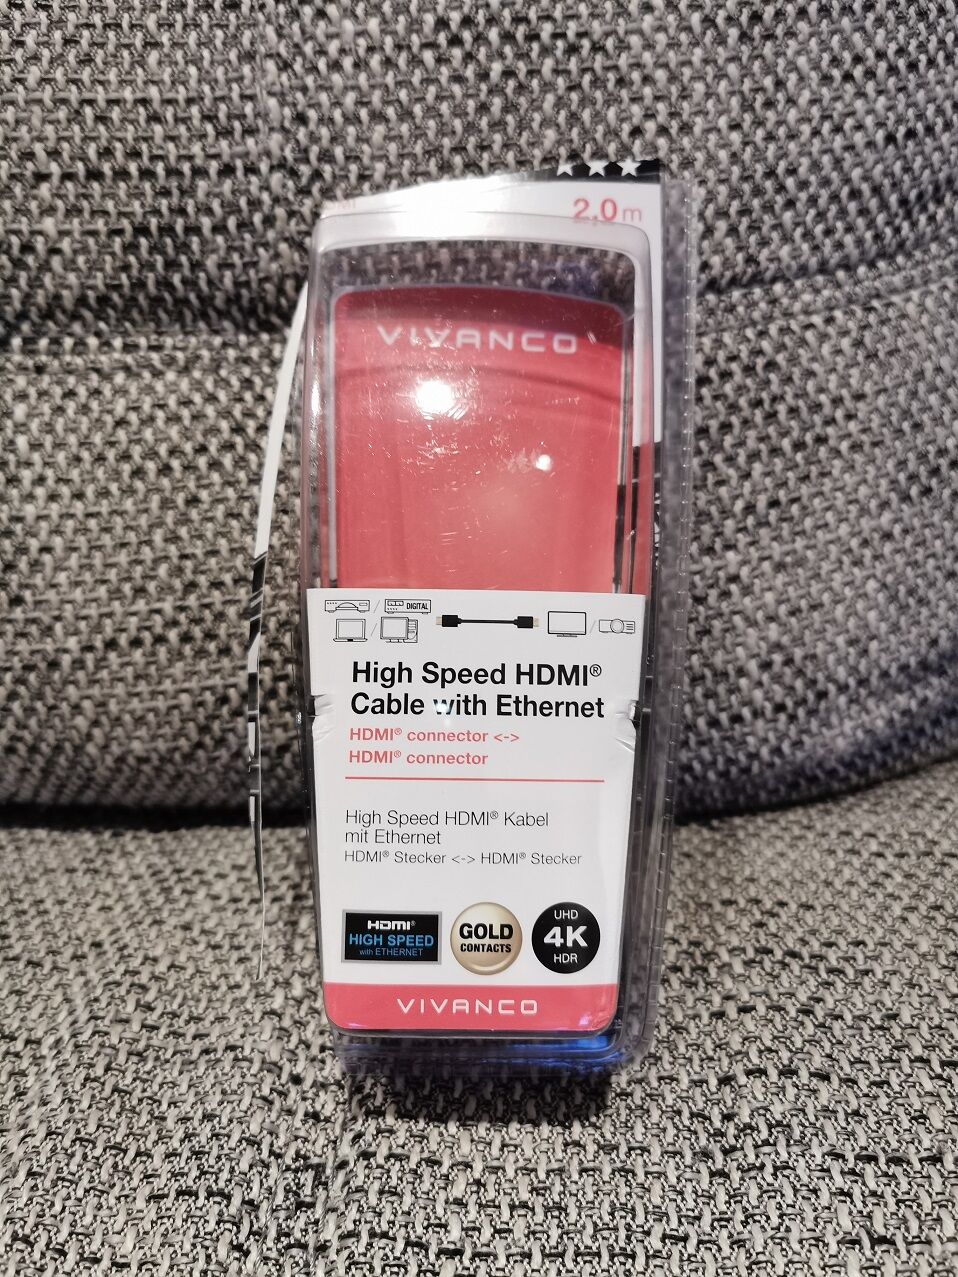 2,0 m
VIVANCO
DIGITAL
High Speed HDMI®
Cable with Ethernet
HDMI® connector <->
HDMI® connector
High Speed HDMI® Kabel
mit Ethernet
HDMI® Stecker <-> HDMI® Stecker
HDMI®
HIGH SPEED
with ETHERNET
GOLD
CONTACTS
UHD
4K
HDR
VIVANCO